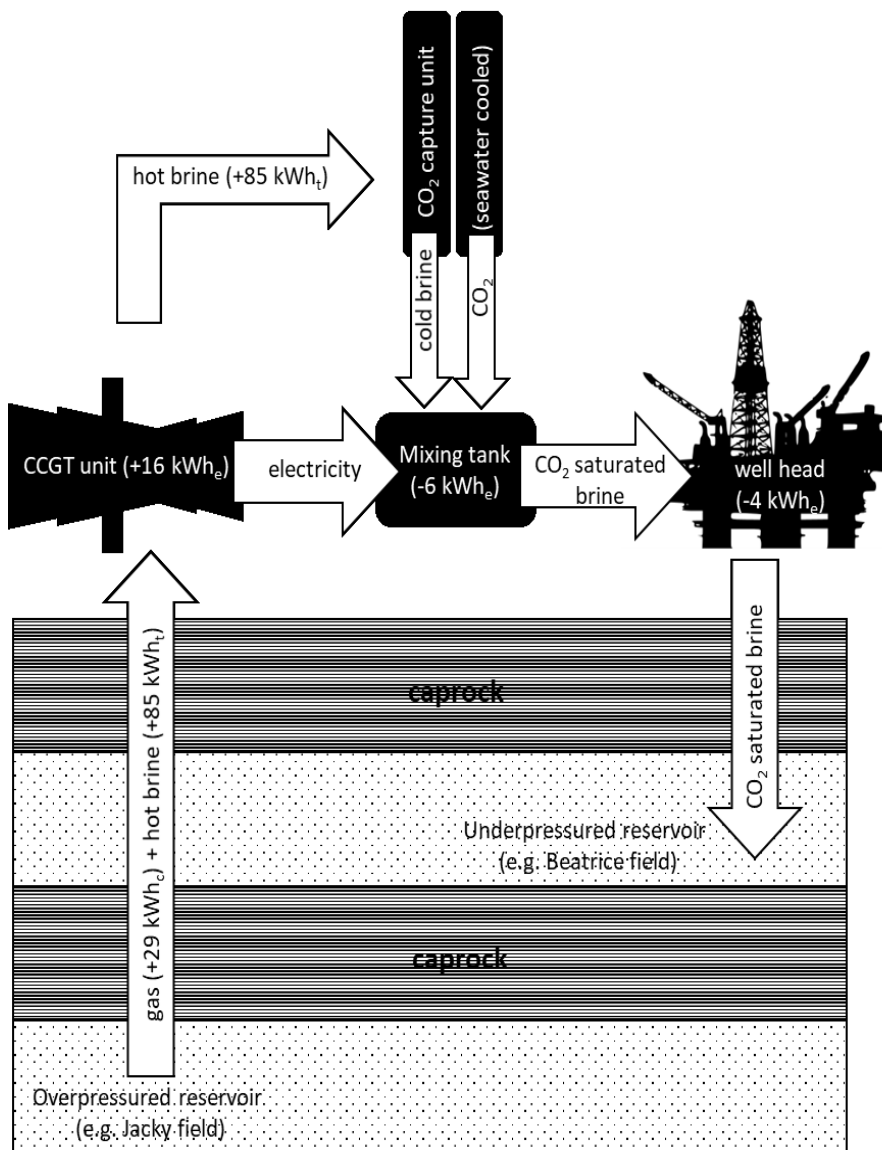 CO₂ capture unit
(seawater cooled)
hot brine (+85 kWhₜ)
cold brine
CO₂
CCGT unit (+16 kWhₑ)
electricity
Mixing tank
(-6 kWhₑ)
CO₂ saturated
brine
well head
(-4 kWhₑ)
gas (+29 kWh꜀) + hot brine (+85 kWhₜ)
caprock
CO₂ saturated brine
Underpressured reservoir
(e.g. Beatrice field)
caprock
Overpressured reservoir
(e.g. Jacky field)